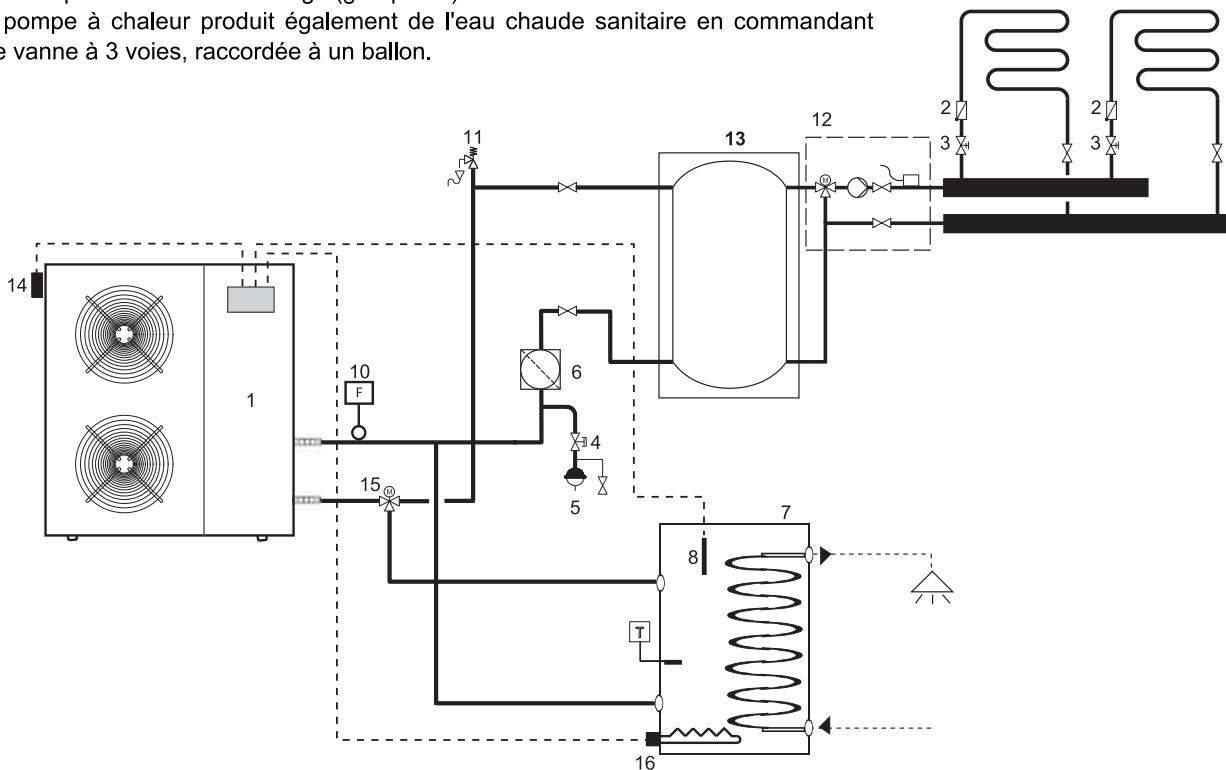 pompe à chaleur produit également de l'eau chaude sanitaire en commandant
vanne à 3 voies, raccordée à un ballon.
2
2
12
3
3
11
13
M
14
10
F
6
1
4
15
M
5
7
8
T
16